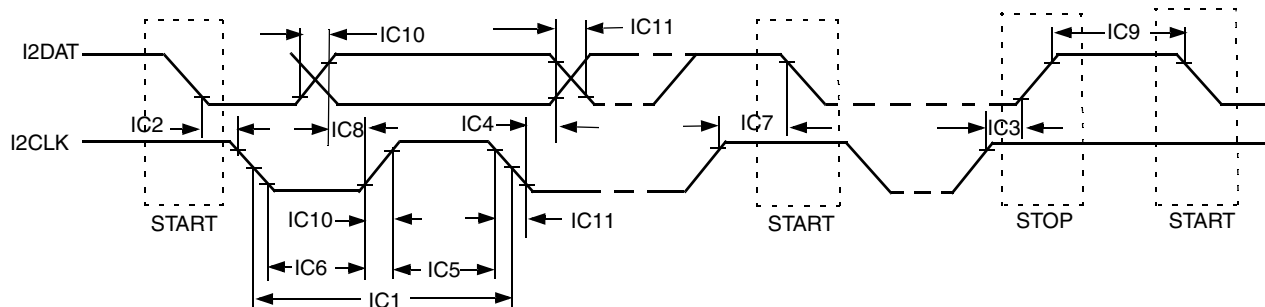 IC10 IC11 IC9
I2DAT
IC2 IC8 IC4 IC7 IC3
I2CLK
START IC10 IC11 START STOP START
IC6 IC5
IC1